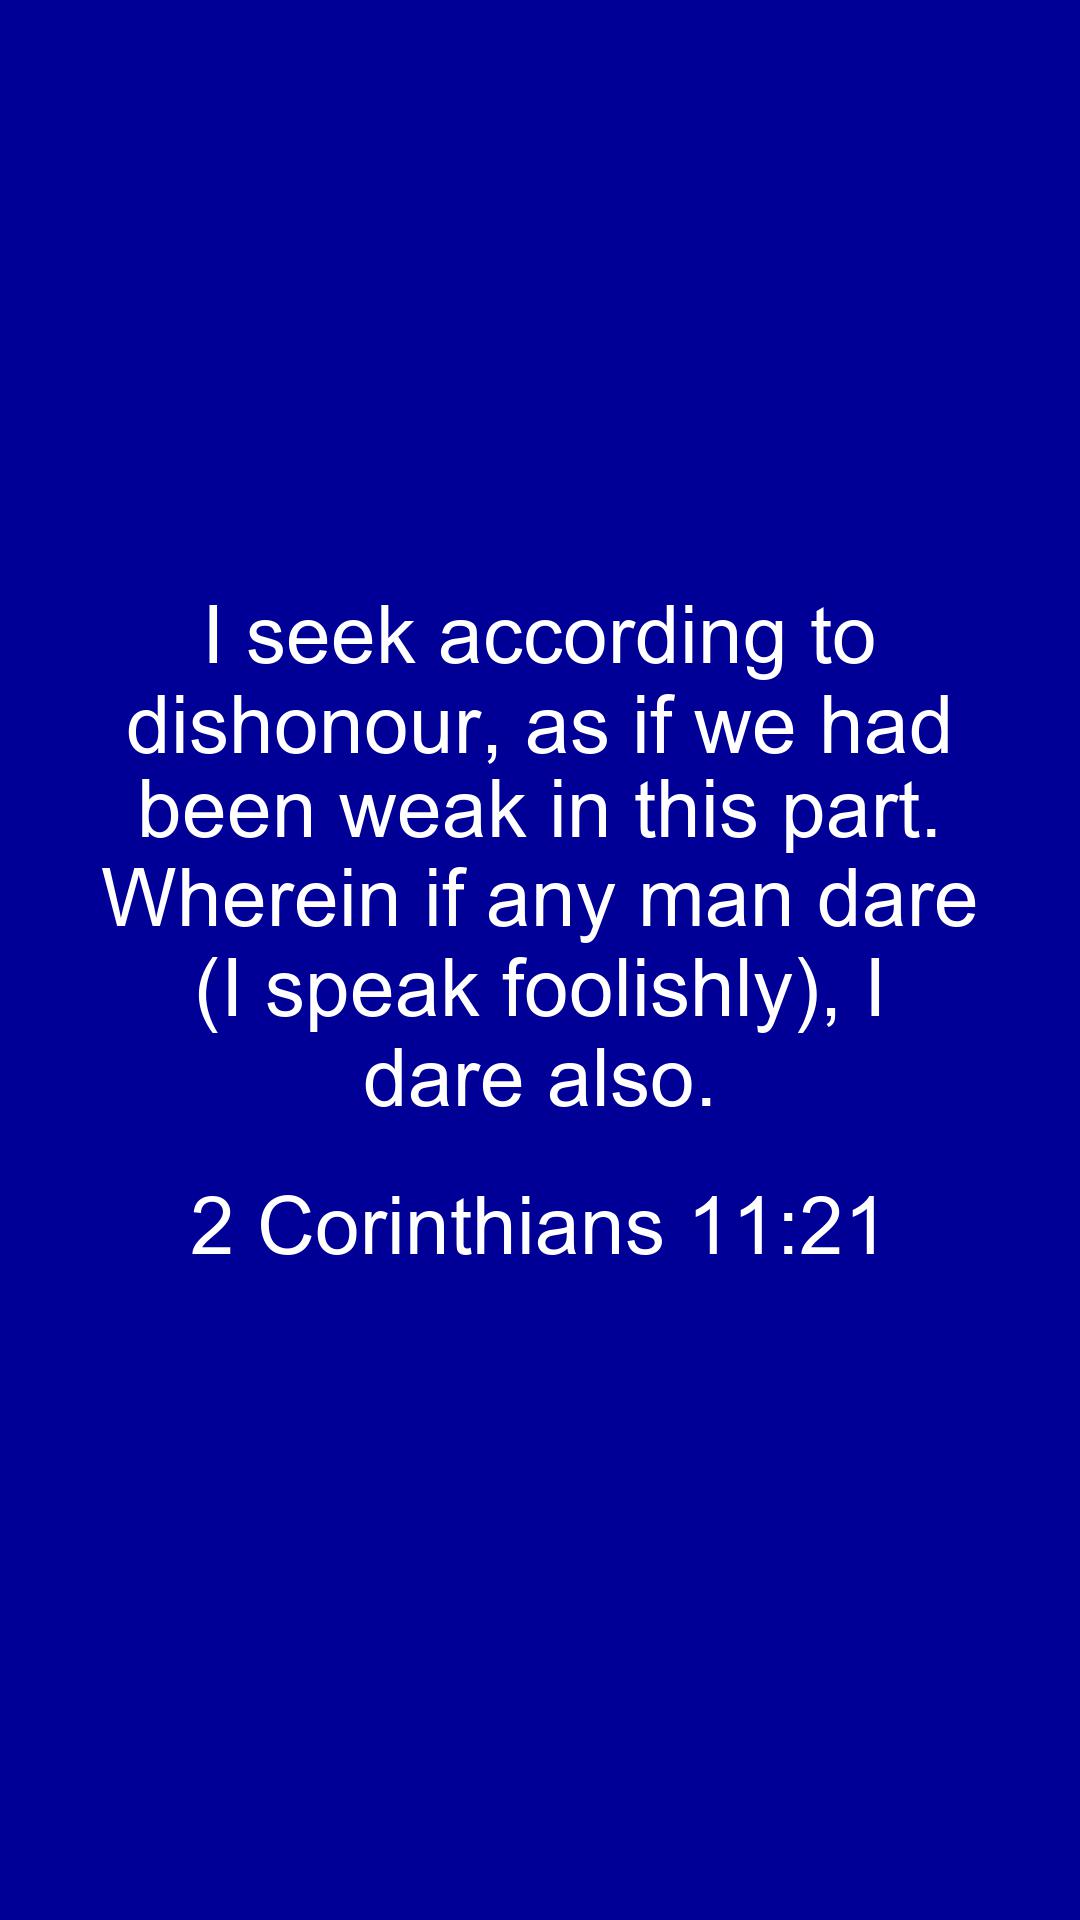 I seek according to
dishonour, as if we had
been weak in this part.
Wherein if any man dare
(I speak foolishly), I
dare also.
2 Corinthians 11:21